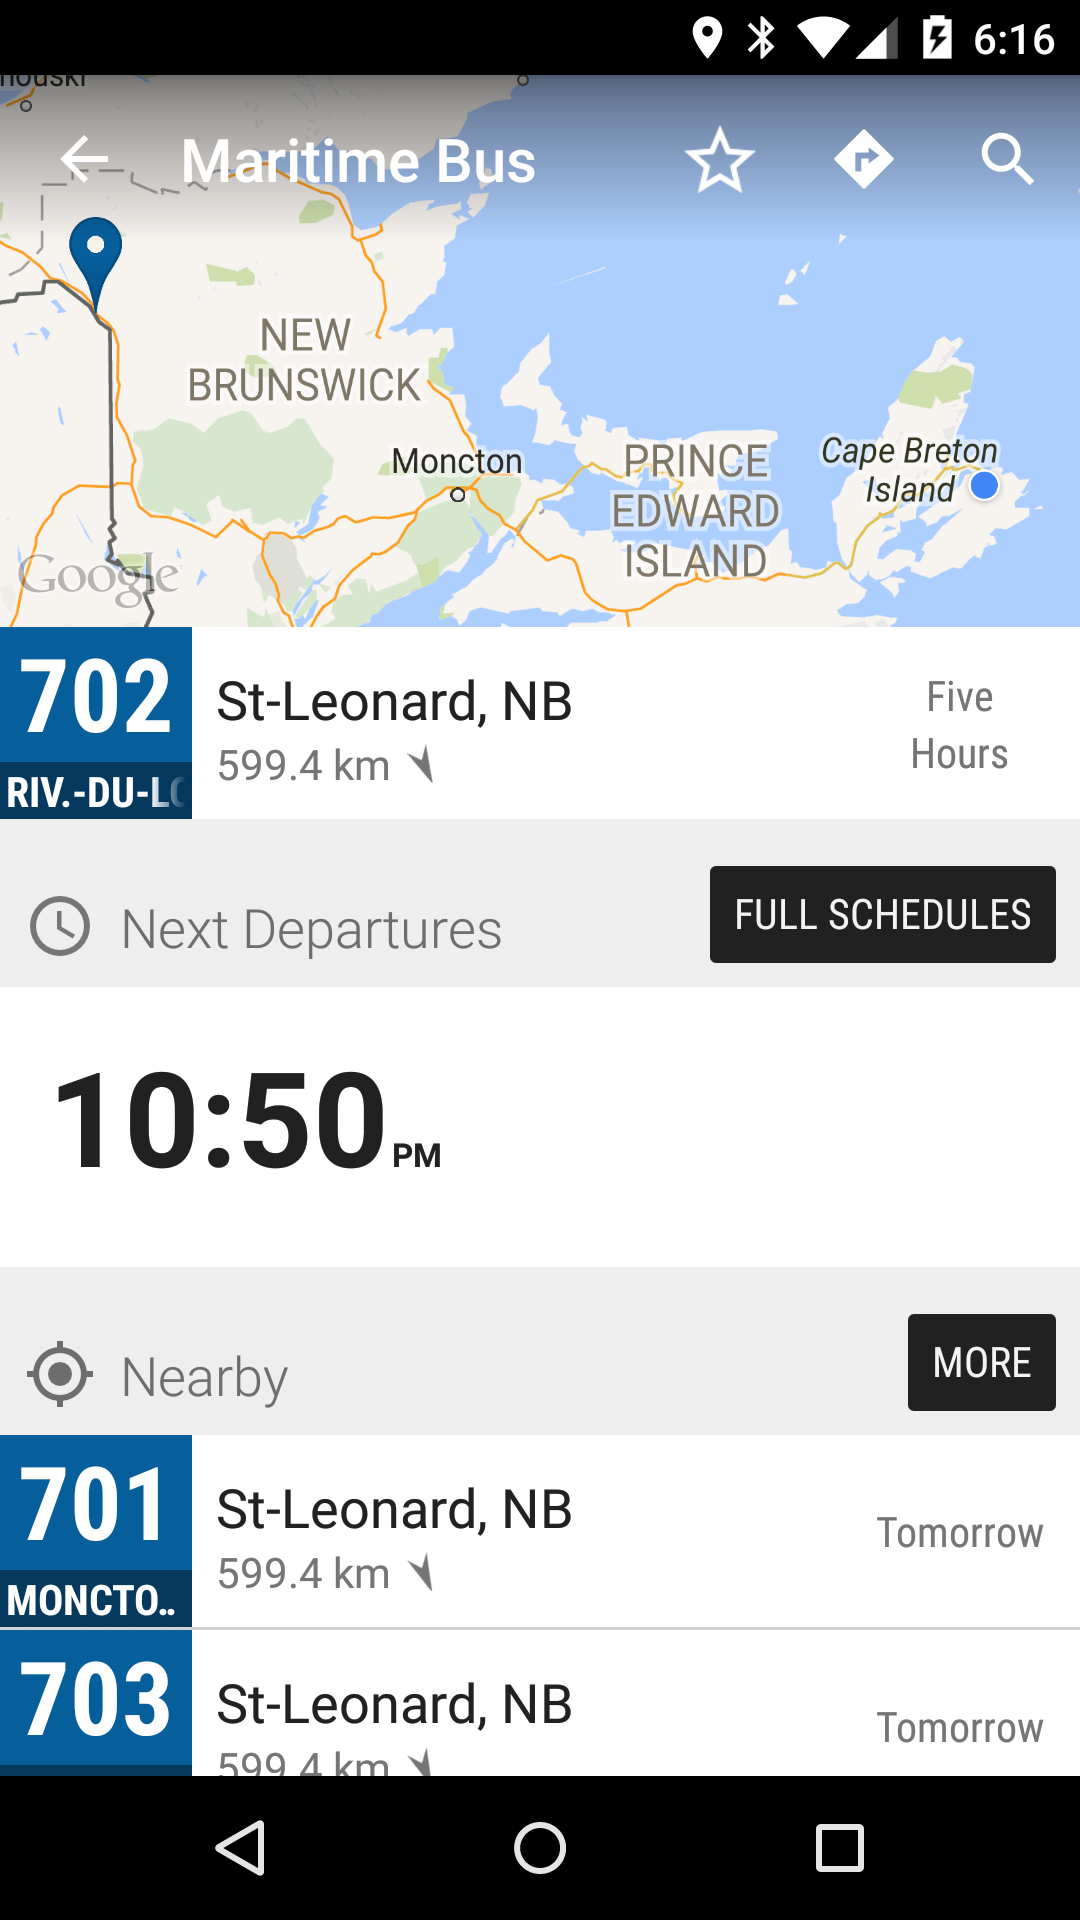 6:16
Maritime Bus
NEW
BRUNSWICK
Moncton
PRINCE
EDWARD
ISLAND
Cape Breton
Island
Google
702
RIV.-DU-LO
St-Leonard, NB
599.4 km
Five
Hours
Next Departures
FULL SCHEDULES
10:50 PM
Nearby
MORE
701
MONCTO..
St-Leonard, NB
599.4 km
Tomorrow
703
St-Leonard, NB
599.4 km
Tomorrow